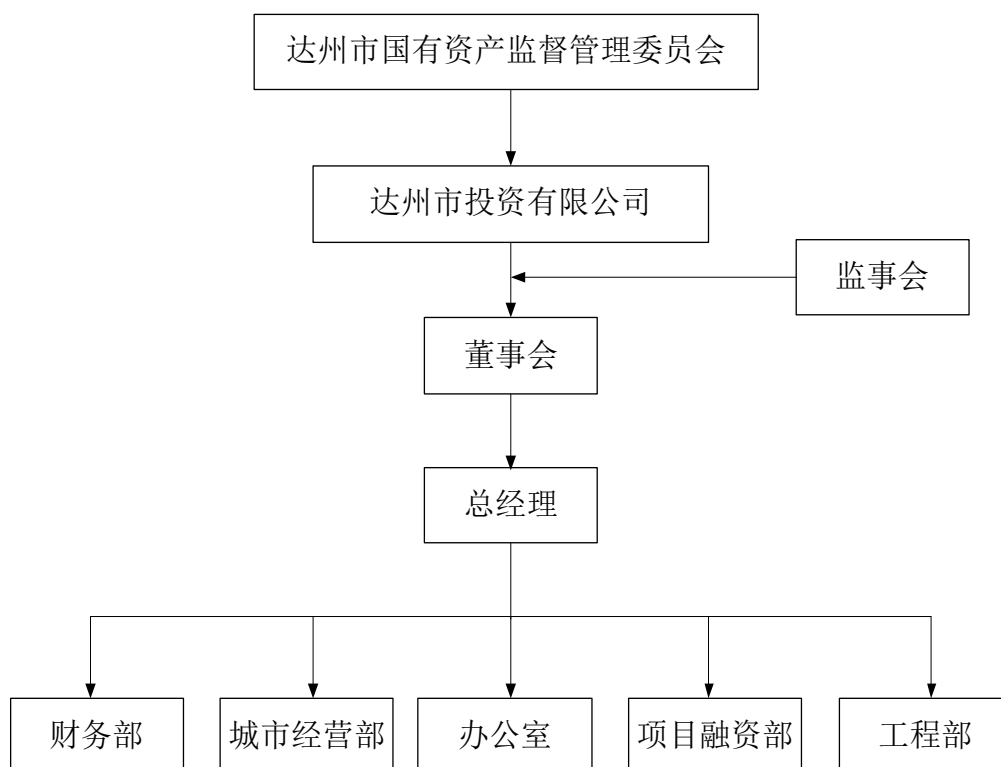 达州市国有资产监督管理委员会
达州市投资有限公司
监事会
董事会
总经理
财务部
城市经营部
办公室
项目融资部
工程部